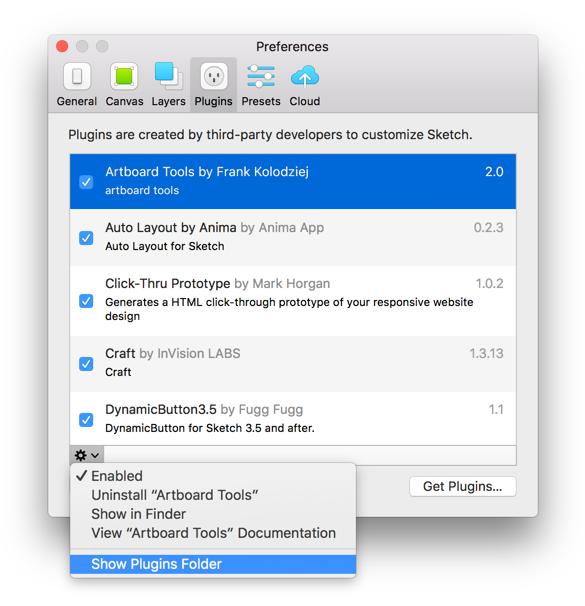 Preferences
General Canvas Layers Plugins Presets Cloud
Plugins are created by third-party developers to customize Sketch.
Artboard Tools by Frank Kolodziej 2.0
artboard tools
Auto Layout by Anima by Anima App 0.2.3
Auto Layout for Sketch
Click-Thru Prototype by Mark Horgan 1.0.2
Generates a HTML click-through prototype of your responsive website
design
Craft by InVision LABS 1.3.13
Craft
DynamicButton3.5 by Fugg Fugg 1.1
DynamicButton for Sketch 3.5 and after.
Enabled
Uninstall “Artboard Tools”
Show in Finder
View “Artboard Tools” Documentation
Show Plugins Folder
Get Plugins...